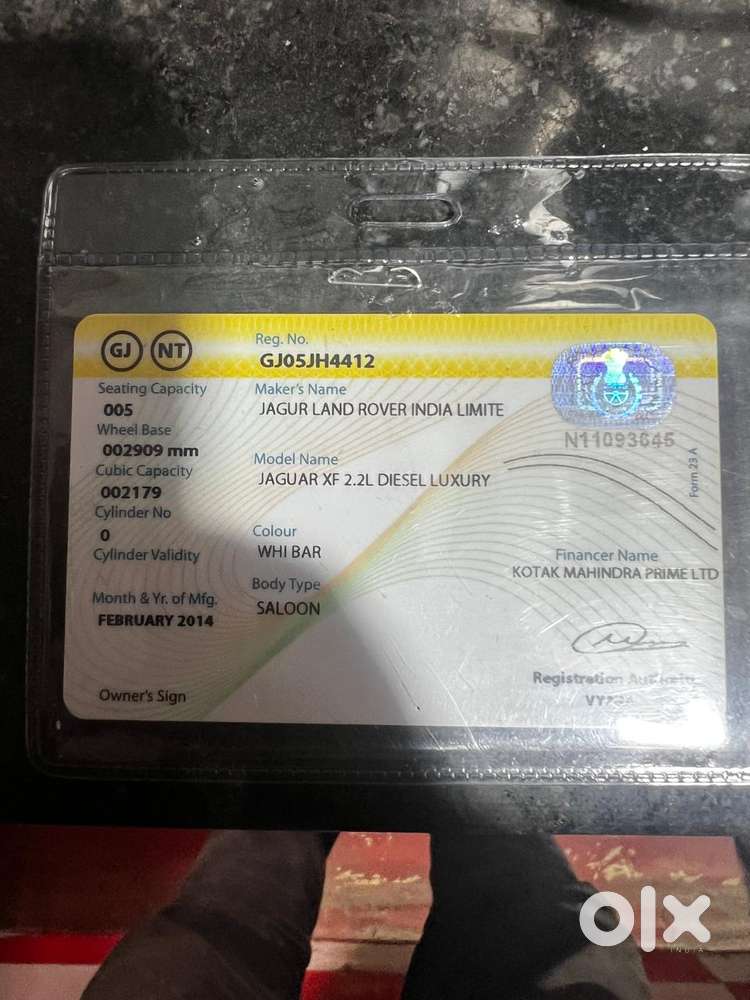 GJ NT
Reg. No.
GJ05JH4412
Seating Capacity
005
Maker's Name
JAGUR LAND ROVER INDIA LIMITE
Wheel Base
002909 mm
N11093645
Cubic Capacity
002179
Model Name
JAGUAR XF 2.2L DIESEL LUXURY
Form 23 A
Cylinder No
0
Colour
WHI BAR
Cylinder Validity
Financer Name
KOTAK MAHINDRA PRIME LTD
Month & Yr. of Mfg.
FEBRUARY 2014
Body Type
SALOON
Registration
Owner's Sign
olx
INDIA